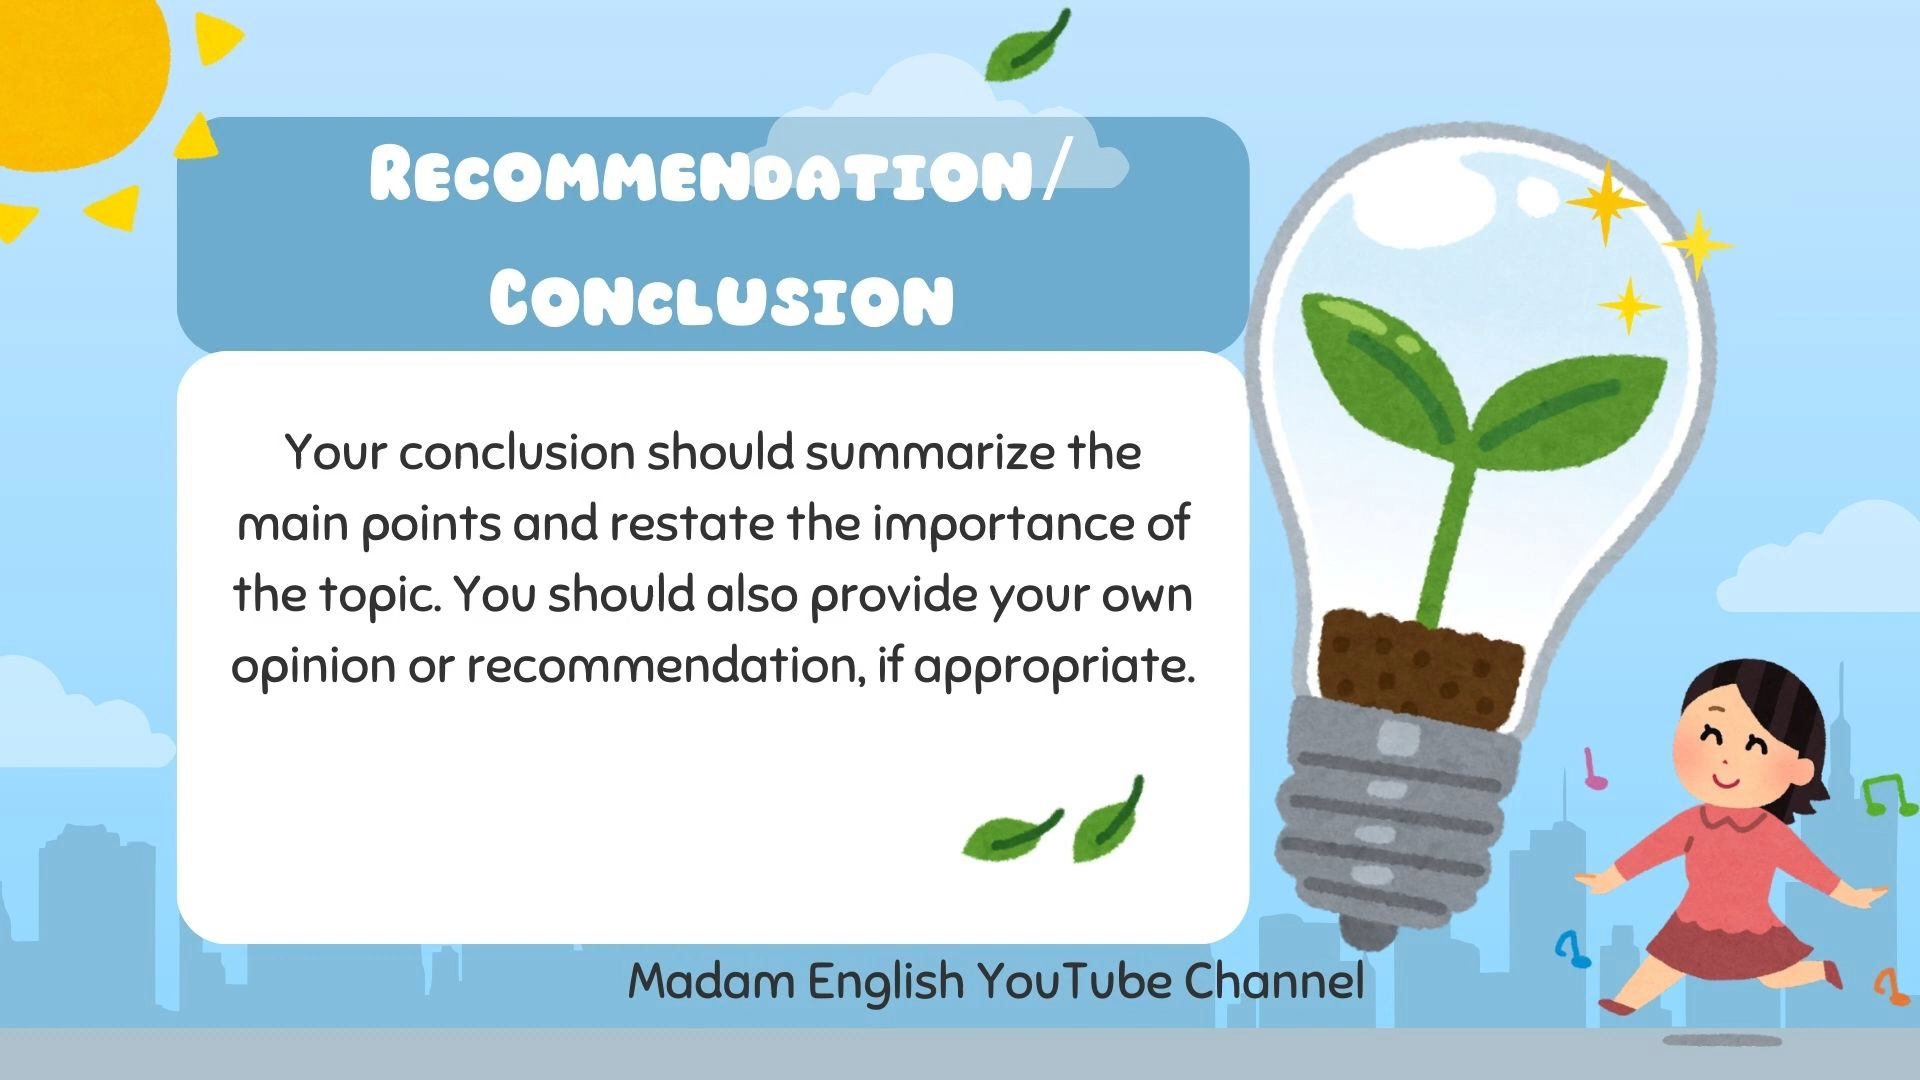 Recommendation/
Conclusion
Your conclusion should summarize the
main points and restate the importance of
the topic. You should also provide your own
opinion or recommendation, if appropriate.
Madam English YouTube Channel